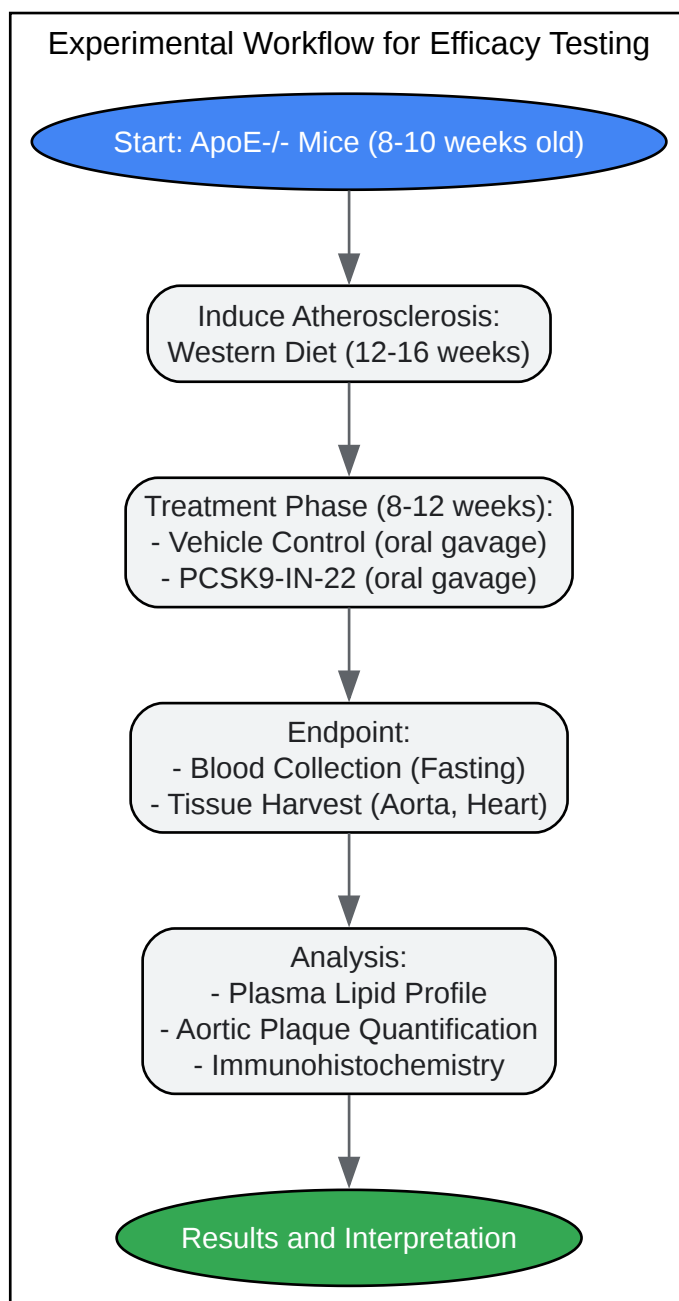 Experimental Workflow for Efficacy Testing
Start: ApoE-/- Mice (8-10 weeks old)
Induce Atherosclerosis:
Western Diet (12-16 weeks)
Treatment Phase (8-12 weeks):
- Vehicle Control (oral gavage)
- PCSK9-IN-22 (oral gavage)
Endpoint:
- Blood Collection (Fasting)
- Tissue Harvest (Aorta, Heart)
Analysis:
- Plasma Lipid Profile
- Aortic Plaque Quantification
- Immunohistochemistry
Results and Interpretation